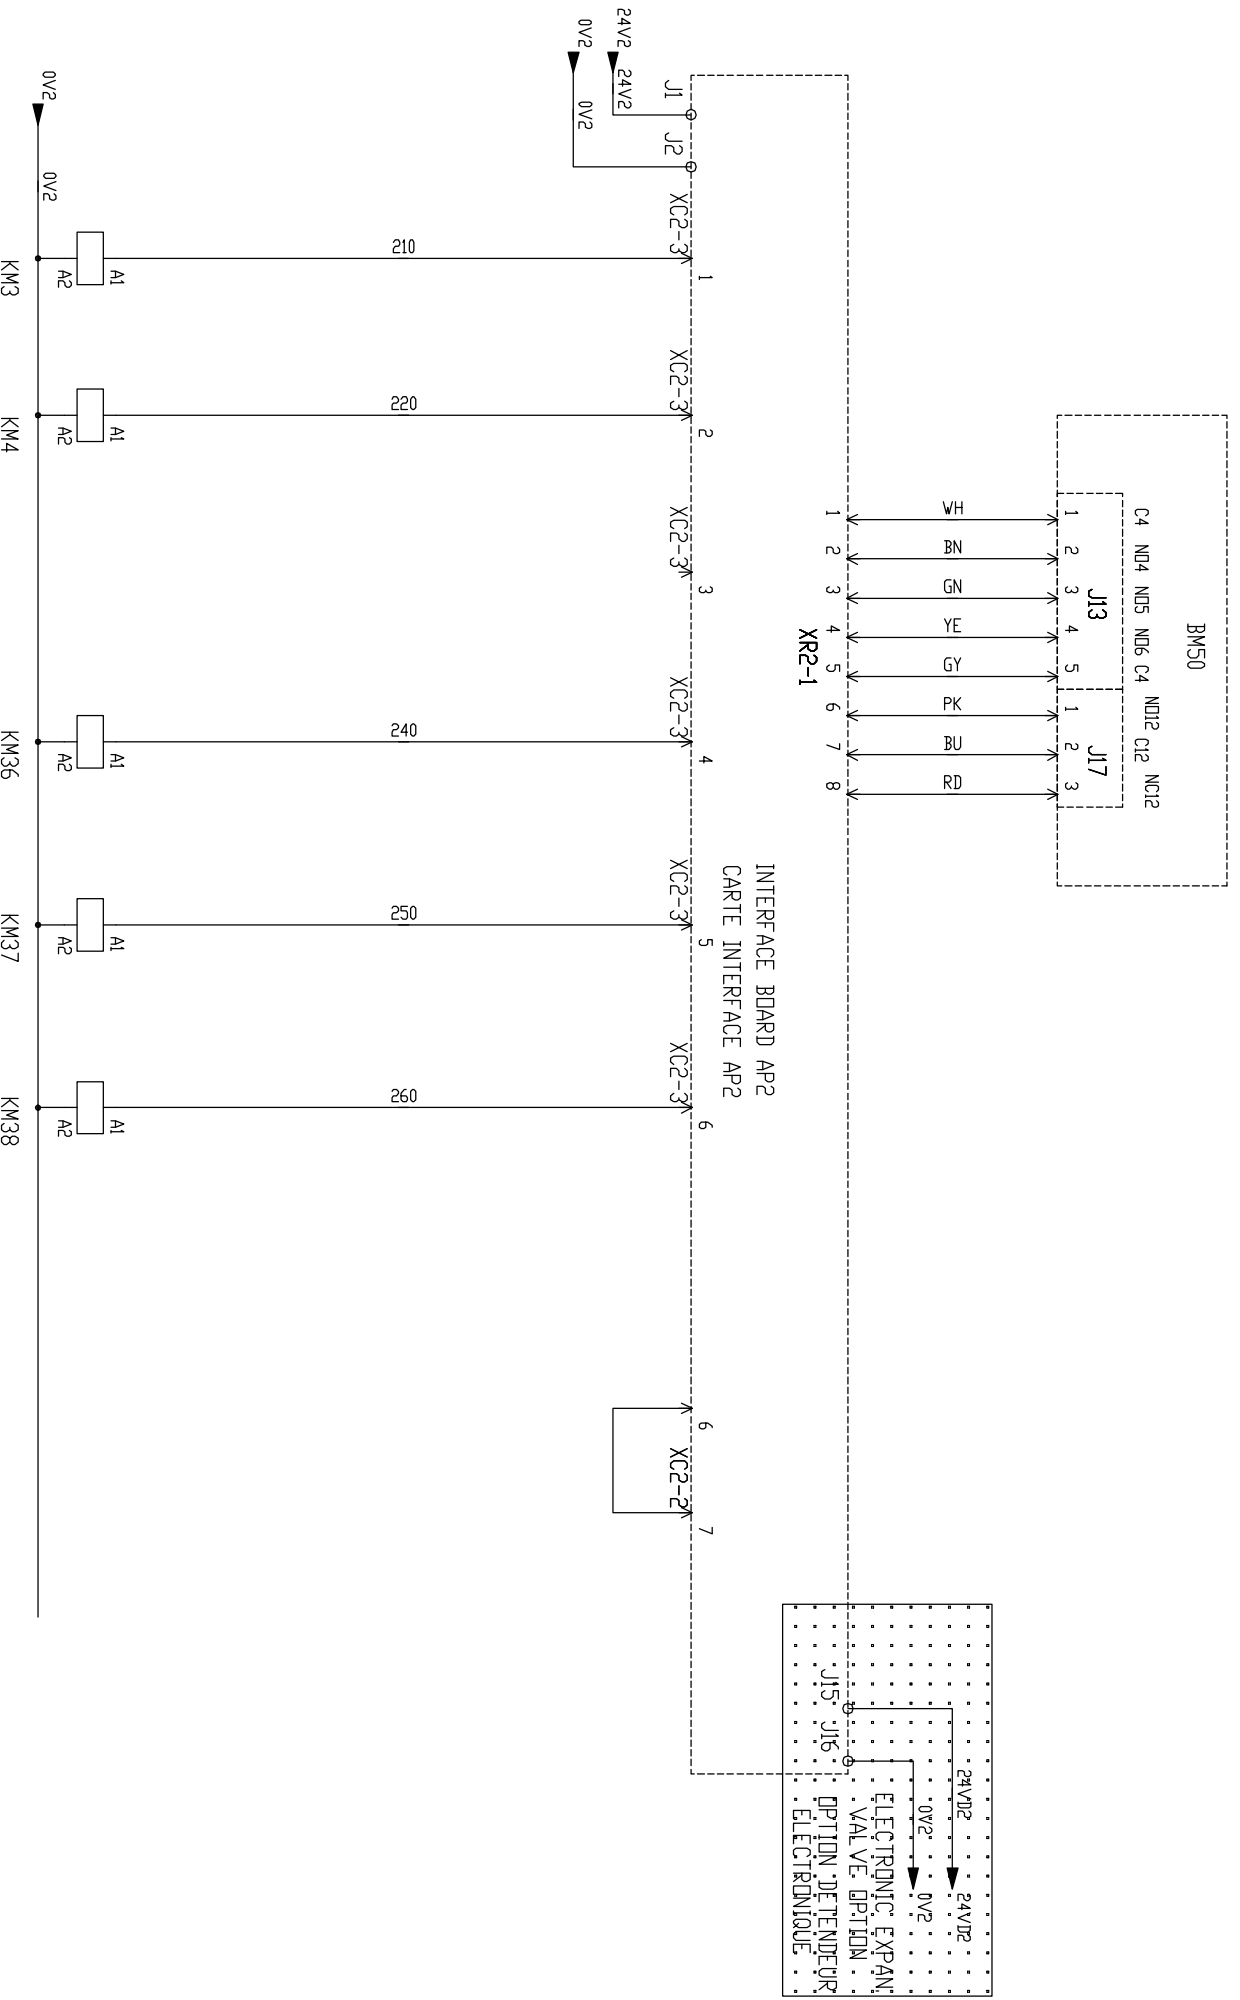 BM50
C4 NO4 NO5 NO6 C4 NO12 C12 NC12
J13 J17
1 2 3 4 5 1 2 3
WH BN GN YE GY PK BU RD
1 2 3 4 5 6 7 8
XR2-1
INTERFACE BOARD AP2
CARTE INTERFACE AP2
24VD2 24VD2
0V2 0V2
J15 J16
ELECTRONIC EXPAN.
VALVE OPTION
OPTION DETENDEUR
ELECTRONIQUE
1 2 3 4 5 6 6 7
J1 J2 XC2-3 XC2-3 XC2-3 XC2-3 XC2-3 XC2-3 XC2-2
24V2 24V2
0V2 0V2
210 220 240 250 260
A1 A1 A1 A1 A1
A2 A2 A2 A2 A2
0V2 0V2
KM3 KM4 KM36 KM37 KM38